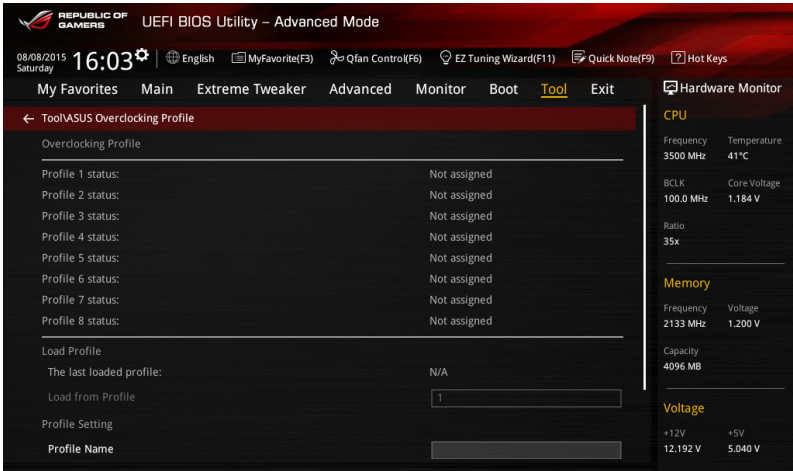 REPUBLIC OF
GAMERS
UEFI BIOS Utility – Advanced Mode
08/08/2015
Saturday
16:03
English
MyFavorite(F3)
Qfan Control(F6)
EZ Tuning Wizard(F11)
Quick Note(F9)
? Hot Keys
My Favorites Main Extreme Tweaker Advanced Monitor Boot Tool Exit
Hardware Monitor
← Tool\ASUS Overclocking Profile
Overclocking Profile
Profile 1 status: Not assigned
Profile 2 status: Not assigned
Profile 3 status: Not assigned
Profile 4 status: Not assigned
Profile 5 status: Not assigned
Profile 6 status: Not assigned
Profile 7 status: Not assigned
Profile 8 status: Not assigned
Load Profile
The last loaded profile: N/A
Load from Profile 1
Profile Setting
Profile Name
CPU
Frequency Temperature
3500 MHz 41°C
BCLK Core Voltage
100.0 MHz 1.184 V
Ratio
35x
Memory
Frequency Voltage
2133 MHz 1.200 V
Capacity
4096 MB
Voltage
+12V +5V
12.192 V 5.040 V